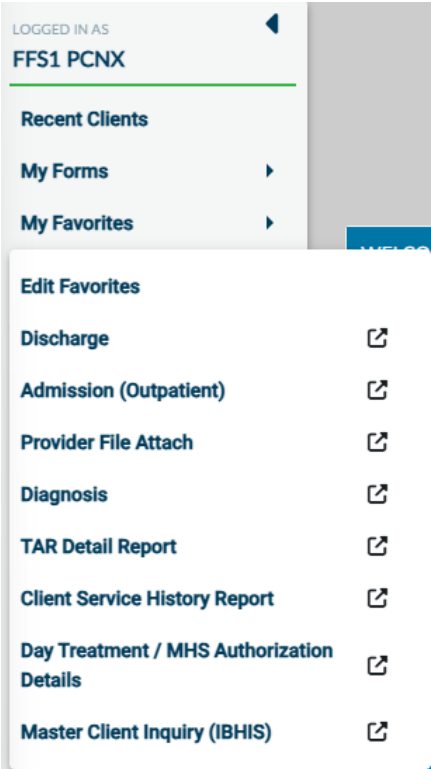 LOGGED IN AS
FFS1 PCNX
Recent Clients
My Forms
My Favorites
Edit Favorites
Discharge
Admission (Outpatient)
Provider File Attach
Diagnosis
TAR Detail Report
Client Service History Report
Day Treatment / MHS Authorization
Details
Master Client Inquiry (IBHIS)